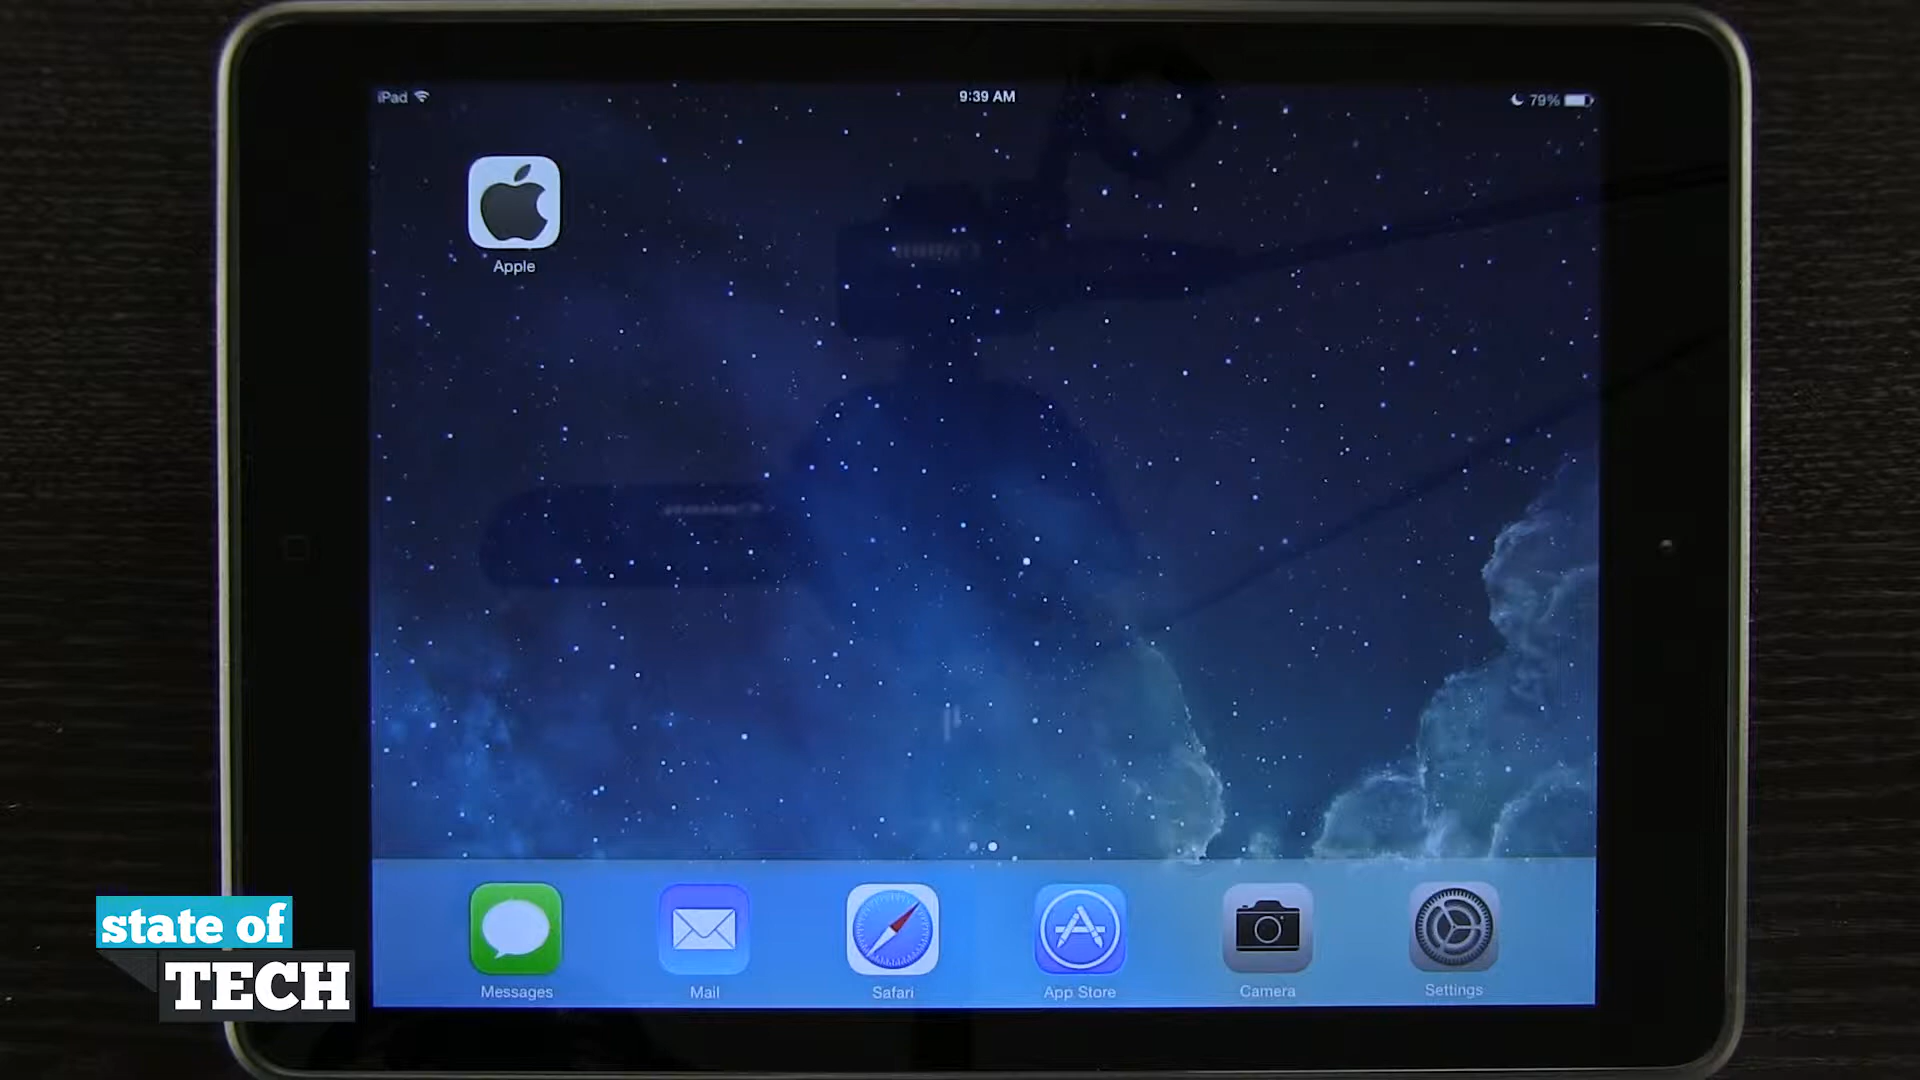 iPad
9:39 AM
79%
Apple
Messages
Mail
Safari
App Store
Camera
Settings
state of
TECH